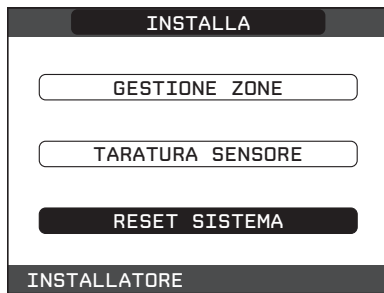 INSTALLA
GESTIONE ZONE
TARATURA SENSORE
RESET SISTEMA
INSTALLATORE